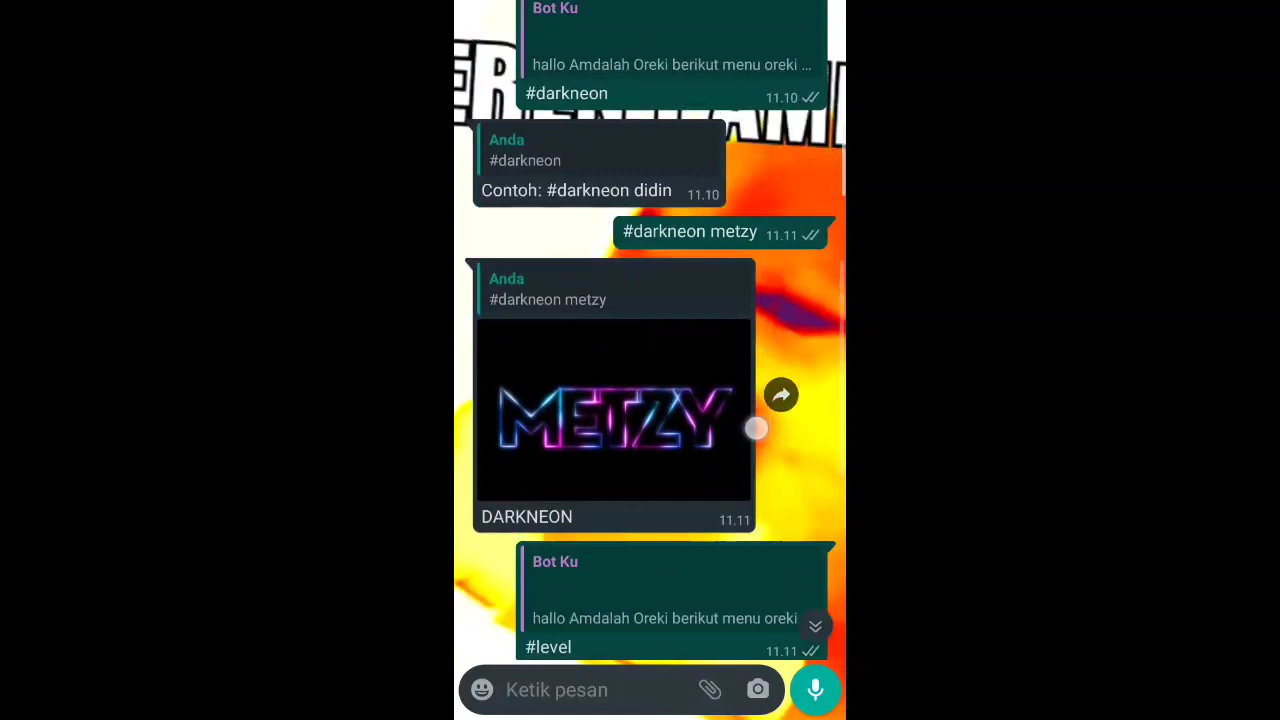 Bot Ku
hallo Amdalah Oreki berikut menu oreki ...
#darkneon
11.10
Anda
#darkneon
Contoh: #darkneon didin
11.10
#darkneon metzy
11.11
Anda
#darkneon metzy
METZY
DARKNEON
11.11
Bot Ku
hallo Amdalah Oreki berikut menu oreki
#level
11.11
Ketik pesan